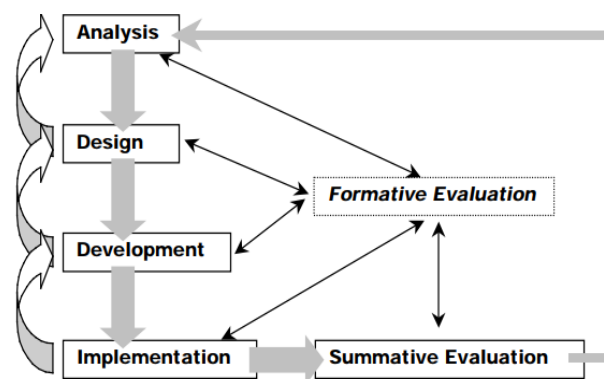 Analysis
Design
Formative Evaluation
Development
Implementation
Summative Evaluation